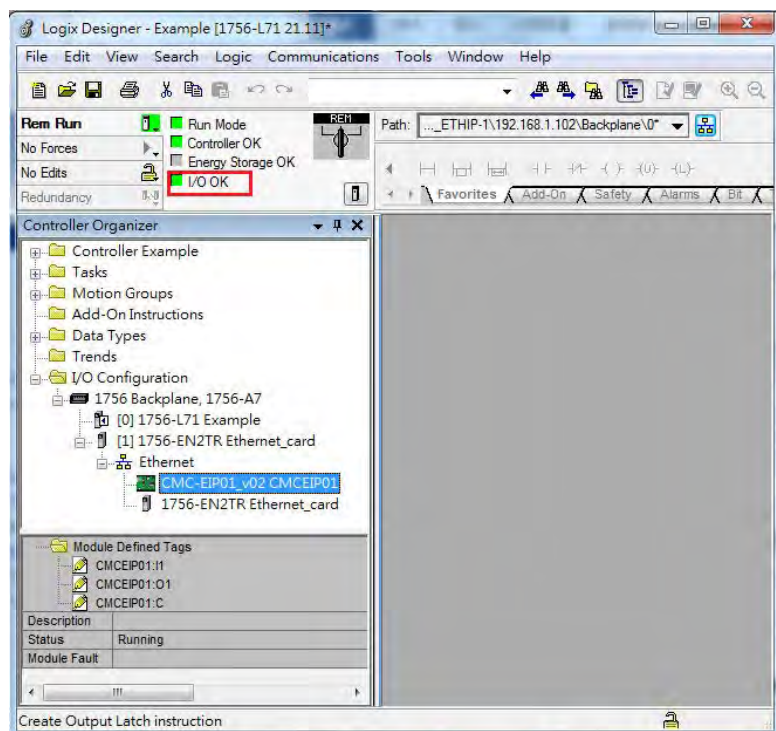 Logix Designer - Example [1756-L71 21.11]*
File Edit View Search Logic Communications Tools Window Help
Rem Run
Run Mode
REM
Path: ..._ETHIP-1\192.168.1.102\Backplane\0*
No Forces
Controller OK
Energy Storage OK
No Edits
I/O OK
Redundancy
Favorites Add-On Safety Alarms Bit
Controller Organizer
Controller Example
Tasks
Motion Groups
Add-On Instructions
Data Types
Trends
I/O Configuration
1756 Backplane, 1756-A7
[0] 1756-L71 Example
[1] 1756-EN2TR Ethernet_card
Ethernet
CMC-EIP01_v02 CMCEIP01
1756-EN2TR Ethernet_card
Module Defined Tags
CMCEIP01:I1
CMCEIP01:O1
CMCEIP01:C
Description
Status Running
Module Fault
Create Output Latch instruction